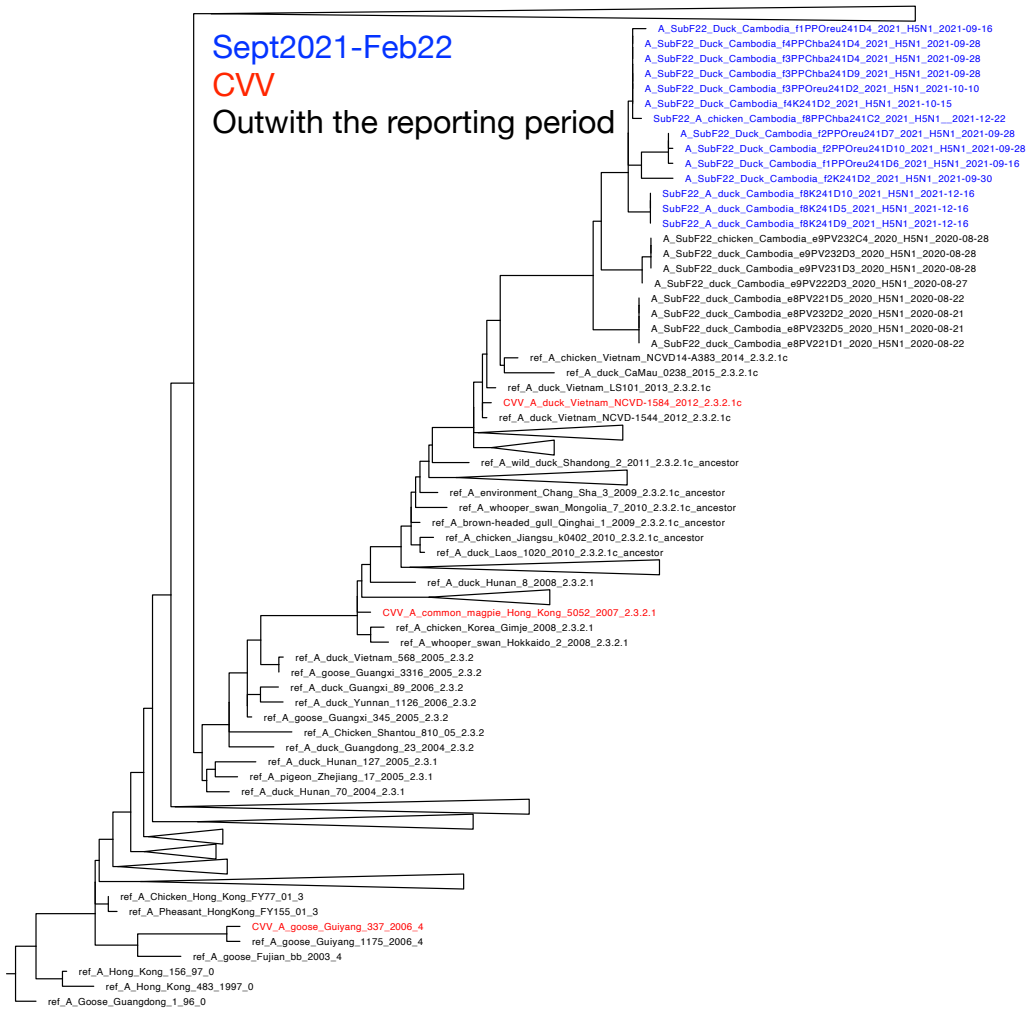 Sept2021-Feb22
CVV
Outwith the reporting period
A_SubF22_Duck_Cambodia_f1PPOreu241D4_2021_H5N1_2021-09-16
A_SubF22_Duck_Cambodia_f4PPChba241D4_2021_H5N1_2021-09-28
A_SubF22_Duck_Cambodia_f3PPChba241D4_2021_H5N1_2021-09-28
A_SubF22_Duck_Cambodia_f3PPChba241D9_2021_H5N1_2021-09-28
A_SubF22_Duck_Cambodia_f3PPOreu241D2_2021_H5N1_2021-10-10
A_SubF22_Duck_Cambodia_f4K241D2_2021_H5N1_2021-10-15
SubF22_A_chicken_Cambodia_f8PPChba241C2_2021_H5N1__2021-12-22
A_SubF22_Duck_Cambodia_f2PPOreu241D7_2021_H5N1_2021-09-28
A_SubF22_Duck_Cambodia_f2PPOreu241D10_2021_H5N1_2021-09-28
A_SubF22_Duck_Cambodia_f1PPOreu241D6_2021_H5N1_2021-09-16
A_SubF22_Duck_Cambodia_f2K241D2_2021_H5N1_2021-09-30
SubF22_A_duck_Cambodia_f8K241D10_2021_H5N1_2021-12-16
SubF22_A_duck_Cambodia_f8K241D5_2021_H5N1_2021-12-16
SubF22_A_duck_Cambodia_f8K241D9_2021_H5N1_2021-12-16
A_SubF22_chicken_Cambodia_e9PV232C4_2020_H5N1_2020-08-28
A_SubF22_duck_Cambodia_e9PV232D3_2020_H5N1_2020-08-28
A_SubF22_duck_Cambodia_e9PV231D3_2020_H5N1_2020-08-28
A_SubF22_duck_Cambodia_e9PV222D3_2020_H5N1_2020-08-27
A_SubF22_duck_Cambodia_e8PV221D5_2020_H5N1_2020-08-22
A_SubF22_duck_Cambodia_e8PV232D2_2020_H5N1_2020-08-21
A_SubF22_duck_Cambodia_e8PV232D5_2020_H5N1_2020-08-21
A_SubF22_duck_Cambodia_e8PV221D1_2020_H5N1_2020-08-22
ref_A_chicken_Vietnam_NCVD14-A383_2014_2.3.2.1c
ref_A_duck_CaMau_0238_2015_2.3.2.1c
ref_A_duck_Vietnam_LS101_2013_2.3.2.1c
CVV_A_duck_Vietnam_NCVD-1584_2012_2.3.2.1c
ref_A_duck_Vietnam_NCVD-1544_2012_2.3.2.1c
ref_A_wild_duck_Shandong_2_2011_2.3.2.1c_ancestor
ref_A_environment_Chang_Sha_3_2009_2.3.2.1c_ancestor
ref_A_whooper_swan_Mongolia_7_2010_2.3.2.1c_ancestor
ref_A_brown-headed_gull_Qinghai_1_2009_2.3.2.1c_ancestor
ref_A_chicken_Jiangsu_k0402_2010_2.3.2.1c_ancestor
ref_A_duck_Laos_1020_2010_2.3.2.1c_ancestor
ref_A_duck_Hunan_8_2008_2.3.2.1
CVV_A_common_magpie_Hong_Kong_5052_2007_2.3.2.1
ref_A_chicken_Korea_Gimje_2008_2.3.2.1
ref_A_whooper_swan_Hokkaido_2_2008_2.3.2.1
ref_A_duck_Vietnam_568_2005_2.3.2
ref_A_goose_Guangxi_3316_2005_2.3.2
ref_A_duck_Guangxi_89_2006_2.3.2
ref_A_duck_Yunnan_1126_2006_2.3.2
ref_A_goose_Guangxi_345_2005_2.3.2
ref_A_Chicken_Shantou_810_05_2.3.2
ref_A_duck_Guangdong_23_2004_2.3.2
ref_A_duck_Hunan_127_2005_2.3.1
ref_A_pigeon_Zhejiang_17_2005_2.3.1
ref_A_duck_Hunan_70_2004_2.3.1
ref_A_Chicken_Hong_Kong_FY77_01_3
ref_A_Pheasant_HongKong_FY155_01_3
CVV_A_goose_Guiyang_337_2006_4
ref_A_goose_Guiyang_1175_2006_4
ref_A_goose_Fujian_bb_2003_4
ref_A_Hong_Kong_156_97_0
ref_A_Hong_Kong_483_1997_0
ref_A_Goose_Guangdong_1_96_0